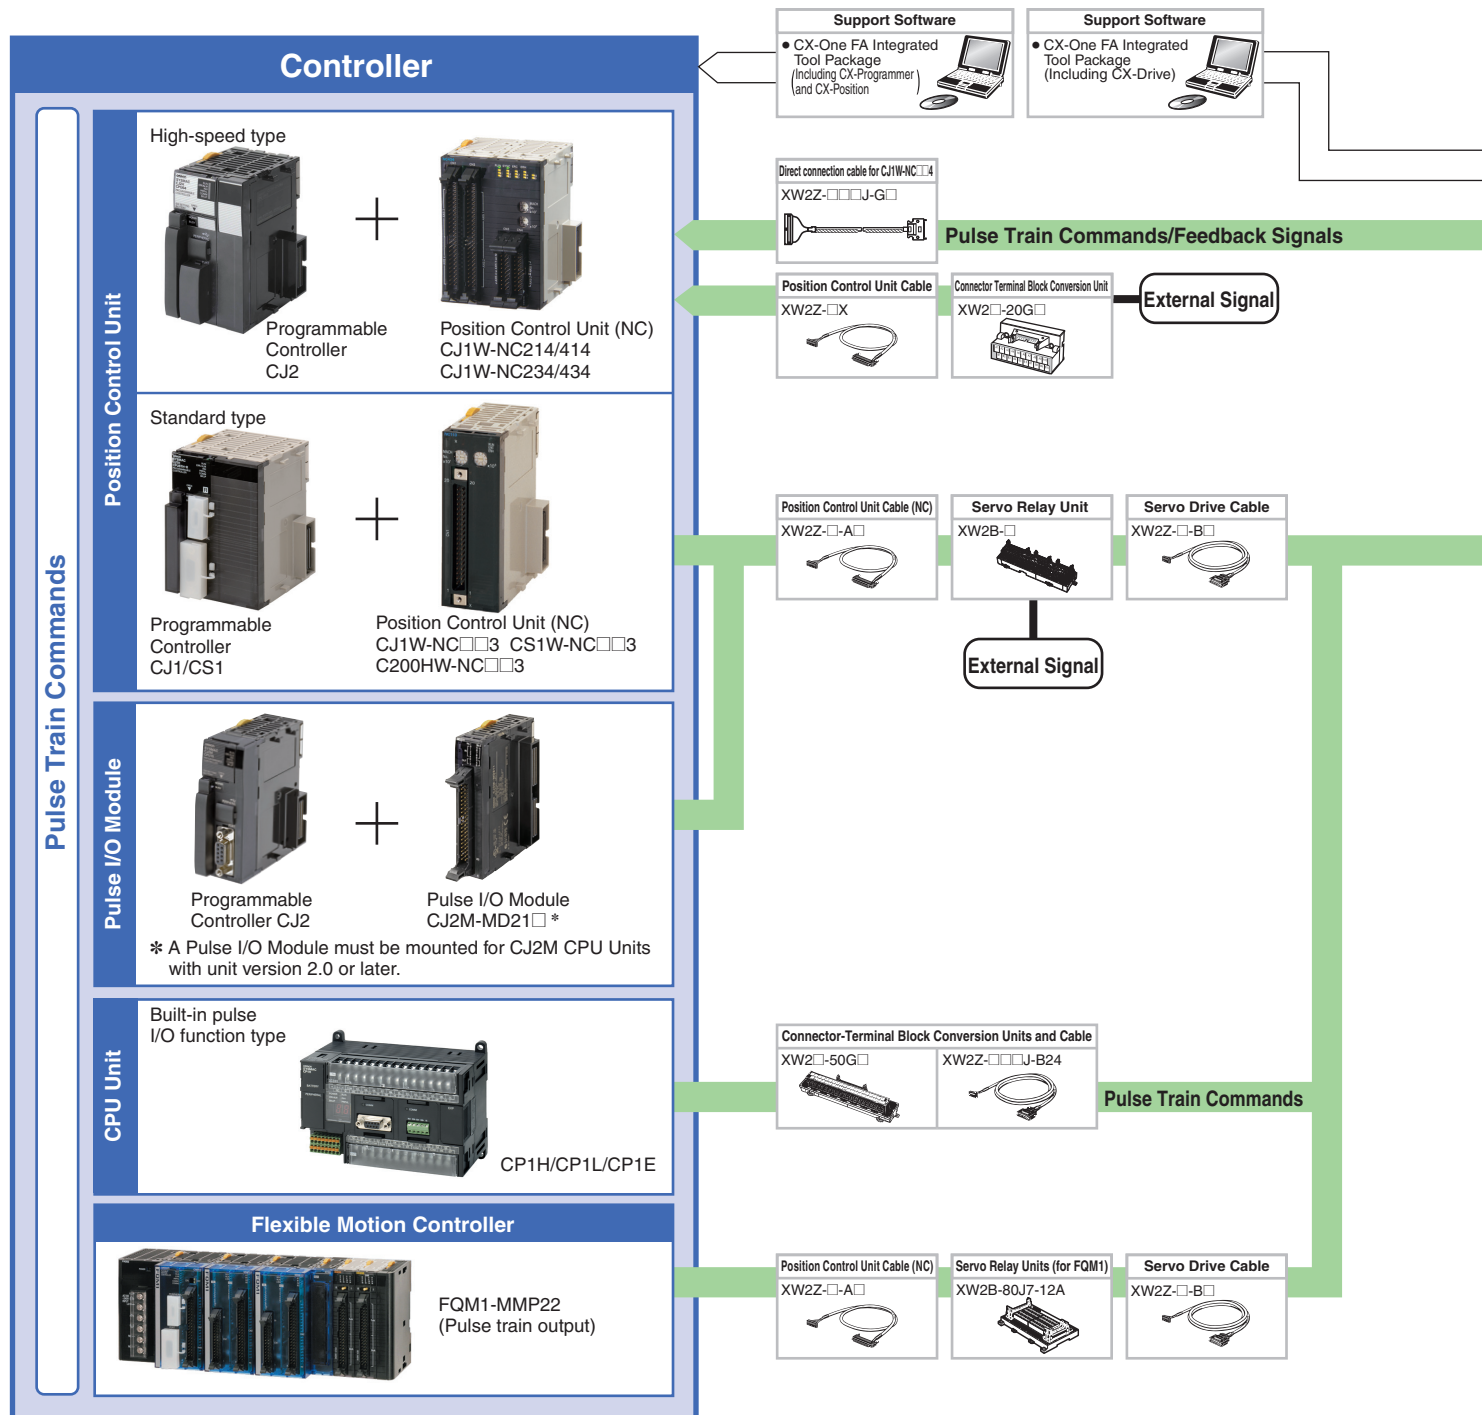 Support Software
● CX-One FA Integrated
Tool Package
(Including CX-Programmer
and CX-Position)
Support Software
● CX-One FA Integrated
Tool Package
(Including CX-Drive)
Controller
Pulse Train Commands
Position Control Unit
High-speed type
Programmable
Controller
CJ2
Position Control Unit (NC)
CJ1W-NC214/414
CJ1W-NC234/434
Direct connection cable for CJ1W-NC□□4
XW2Z-□□□J-G□
Pulse Train Commands/Feedback Signals
Position Control Unit Cable
XW2Z-□X
Connector Terminal Block Conversion Unit
XW2□-20G□
External Signal
Standard type
Programmable
Controller
CJ1/CS1
Position Control Unit (NC)
CJ1W-NC□□3 CS1W-NC□□3
C200HW-NC□□3
Position Control Unit Cable (NC)
XW2Z-□-A□
Servo Relay Unit
XW2B-□
Servo Drive Cable
XW2Z-□-B□
External Signal
Pulse I/O Module
Programmable
Controller CJ2
Pulse I/O Module
CJ2M-MD21□ *
✻ A Pulse I/O Module must be mounted for CJ2M CPU Units
with unit version 2.0 or later.
CPU Unit
Built-in pulse
I/O function type
CP1H/CP1L/CP1E
Connector-Terminal Block Conversion Units and Cable
XW2□-50G□
XW2Z-□□□J-B24
Pulse Train Commands
Flexible Motion Controller
FQM1-MMP22
(Pulse train output)
Position Control Unit Cable (NC)
XW2Z-□-A□
Servo Relay Units (for FQM1)
XW2B-80J7-12A
Servo Drive Cable
XW2Z-□-B□